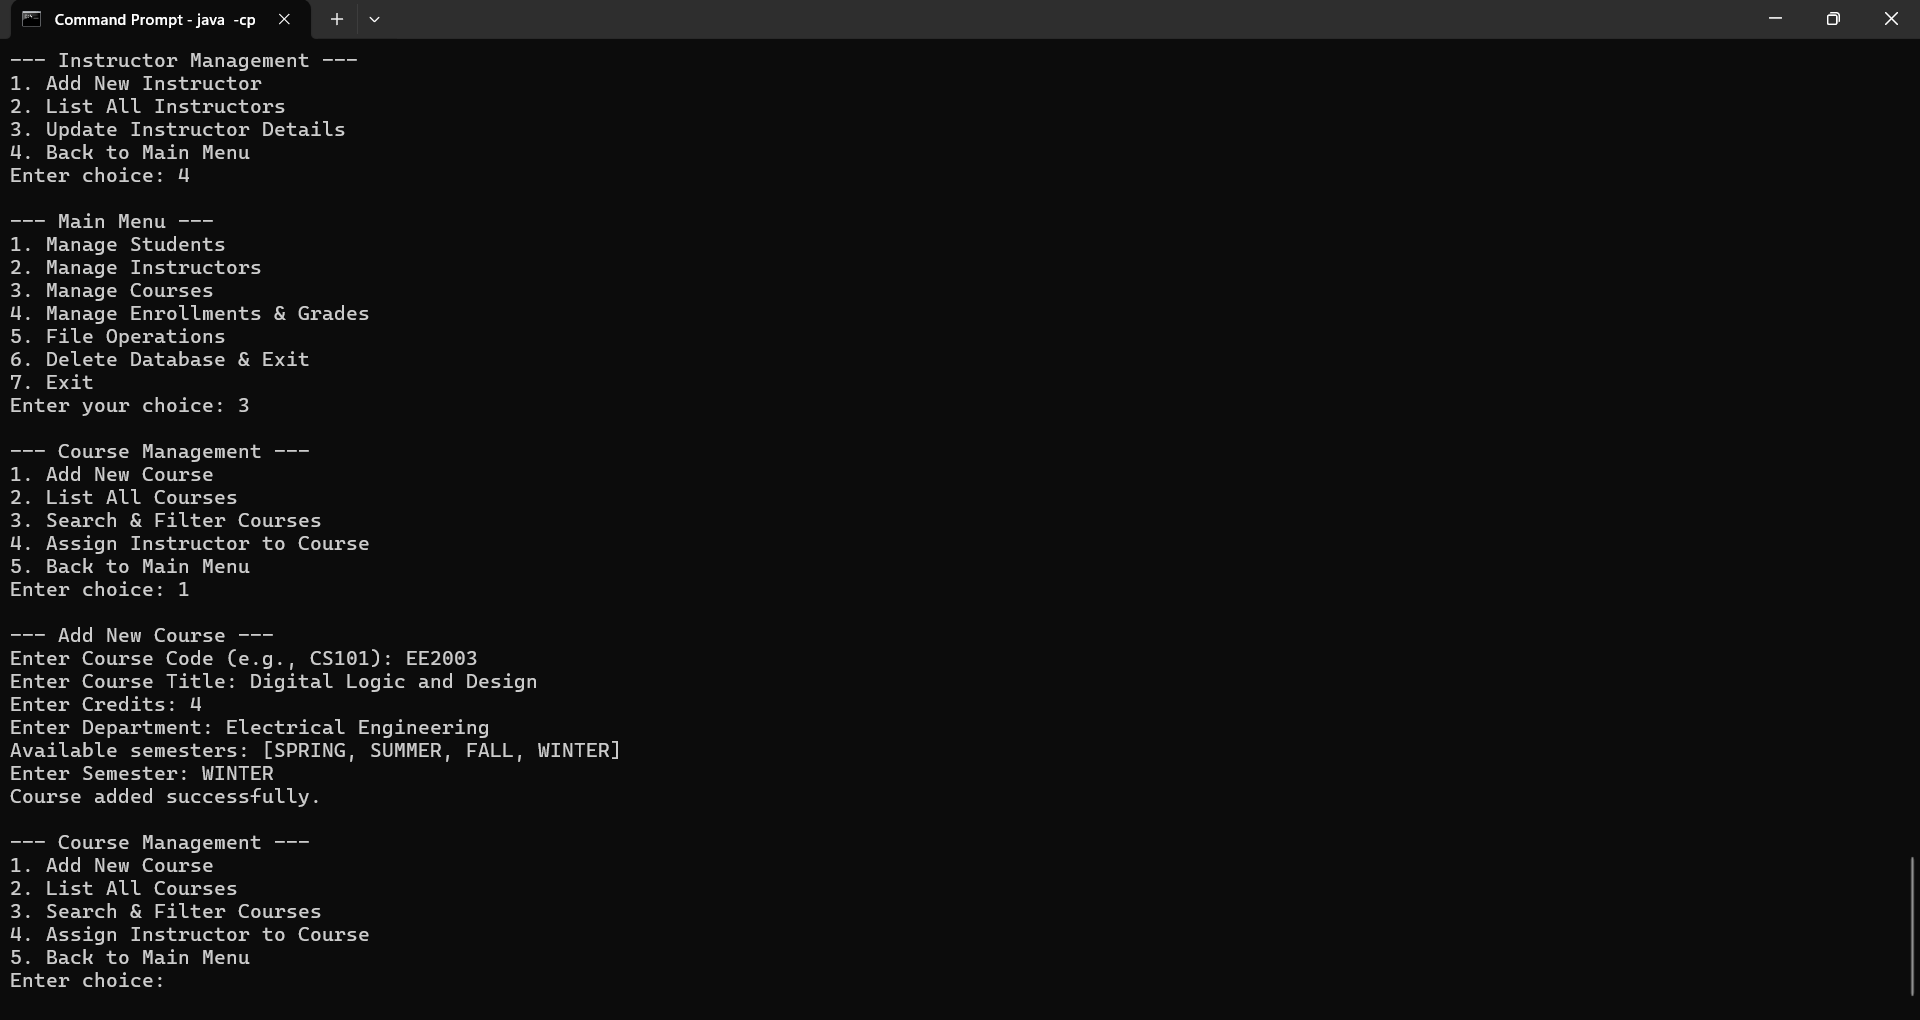 Command Prompt - java -cp
--- Instructor Management ---
1. Add New Instructor
2. List All Instructors
3. Update Instructor Details
4. Back to Main Menu
Enter choice: 4
--- Main Menu ---
1. Manage Students
2. Manage Instructors
3. Manage Courses
4. Manage Enrollments & Grades
5. File Operations
6. Delete Database & Exit
7. Exit
Enter your choice: 3
--- Course Management ---
1. Add New Course
2. List All Courses
3. Search & Filter Courses
4. Assign Instructor to Course
5. Back to Main Menu
Enter choice: 1
--- Add New Course ---
Enter Course Code (e.g., CS101): EE2003
Enter Course Title: Digital Logic and Design
Enter Credits: 4
Enter Department: Electrical Engineering
Available semesters: [SPRING, SUMMER, FALL, WINTER]
Enter Semester: WINTER
Course added successfully.
--- Course Management ---
1. Add New Course
2. List All Courses
3. Search & Filter Courses
4. Assign Instructor to Course
5. Back to Main Menu
Enter choice: